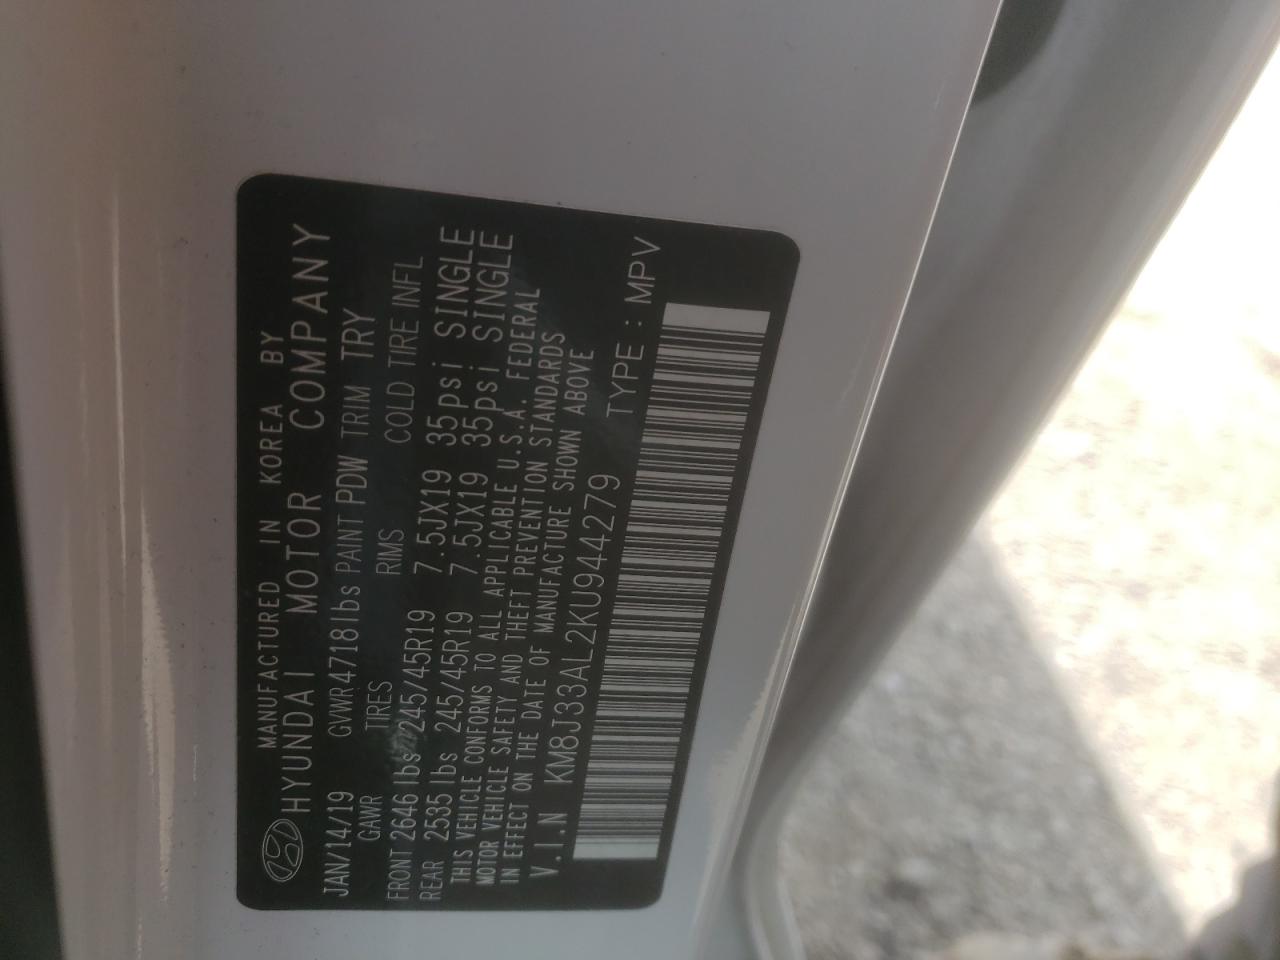 MANUFACTURED IN KOREA BY
HYUNDAI MOTOR COMPANY
JAN/14/19 GVWR 4718lbs PAINT PDW TRIM TRY
GAWR TIRES RMS COLD TIRE INFL
FRONT 2646 lbs 245/45R19 7.5JX19 35psi SINGLE
REAR 2535 lbs 245/45R19 7.5JX19 35psi SINGLE
THIS VEHICLE CONFORMS TO ALL APPLICABLE U.S.A. FEDERAL
MOTOR VEHICLE SAFETY AND THEFT PREVENTION STANDARDS
IN EFFECT ON THE DATE OF MANUFACTURE SHOWN ABOVE
V.I.N KM8J33AL2KU944279 TYPE : MPV